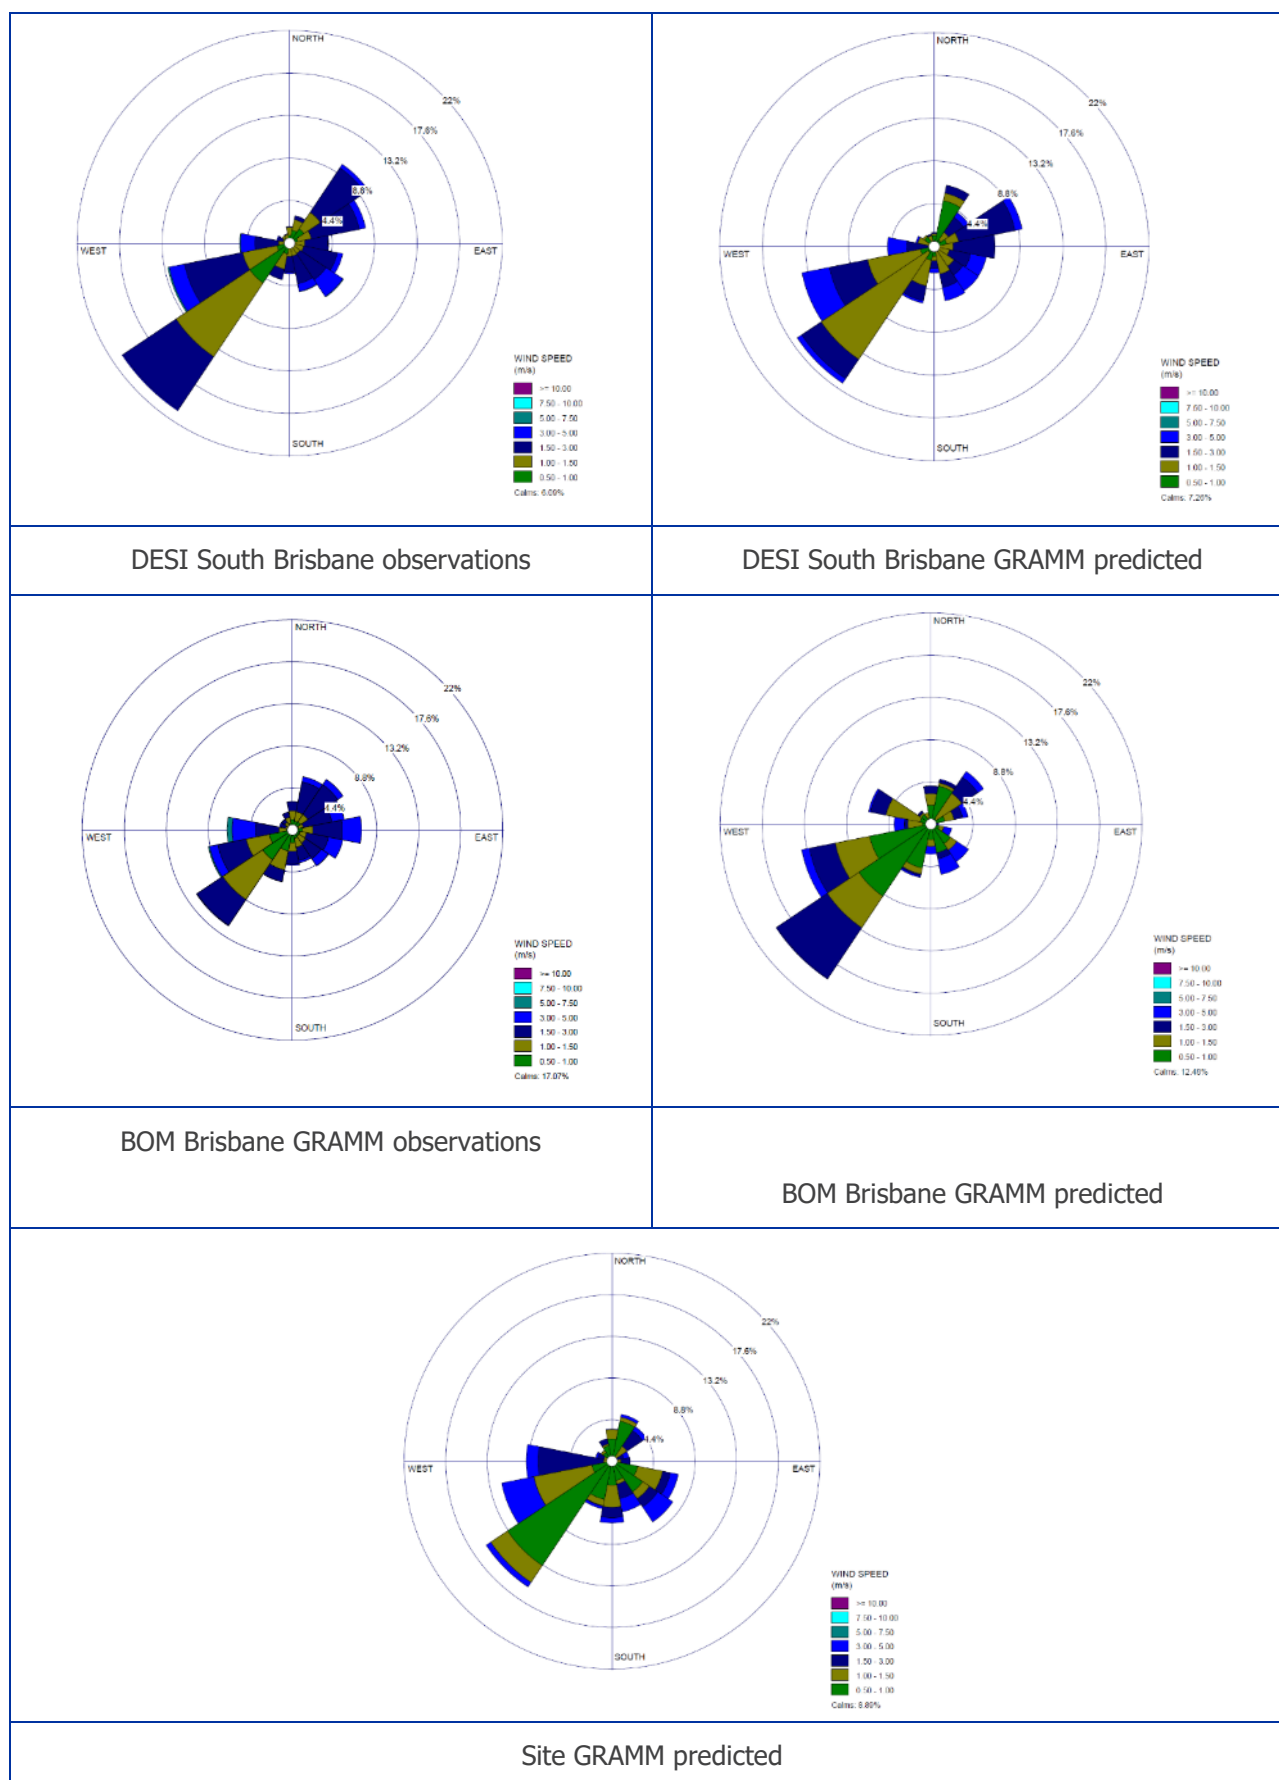 NORTH
22%
17.6%
13.2%
8.8%
4.4%
WEST
EAST
SOUTH
WIND SPEED
(m/s)
>= 10.00
7.50 - 10.00
5.00 - 7.50
3.00 - 5.00
1.50 - 3.00
1.00 - 1.50
0.50 - 1.00
Calms: 6.09%
DESI South Brisbane observations
NORTH
22%
17.6%
13.2%
8.8%
4.4%
WEST
EAST
SOUTH
WIND SPEED
(m/s)
>= 10.00
7.50 - 10.00
5.00 - 7.50
3.00 - 5.00
1.50 - 3.00
1.00 - 1.50
0.50 - 1.00
Calms: 7.26%
DESI South Brisbane GRAMM predicted
NORTH
22%
17.6%
13.2%
8.8%
4.4%
WEST
EAST
SOUTH
WIND SPEED
(m/s)
>= 10.00
7.50 - 10.00
5.00 - 7.50
3.00 - 5.00
1.50 - 3.00
1.00 - 1.50
0.50 - 1.00
Calms: 17.07%
BOM Brisbane GRAMM observations
NORTH
22%
17.6%
13.2%
8.8%
4.4%
WEST
EAST
SOUTH
WIND SPEED
(m/s)
>= 10.00
7.50 - 10.00
5.00 - 7.50
3.00 - 5.00
1.50 - 3.00
1.00 - 1.50
0.50 - 1.00
Calms: 12.46%
BOM Brisbane GRAMM predicted
NORTH
22%
17.6%
13.2%
8.8%
4.4%
WEST
EAST
SOUTH
WIND SPEED
(m/s)
>= 10.00
7.50 - 10.00
5.00 - 7.50
3.00 - 5.00
1.50 - 3.00
1.00 - 1.50
0.50 - 1.00
Calms:
Site GRAMM predicted